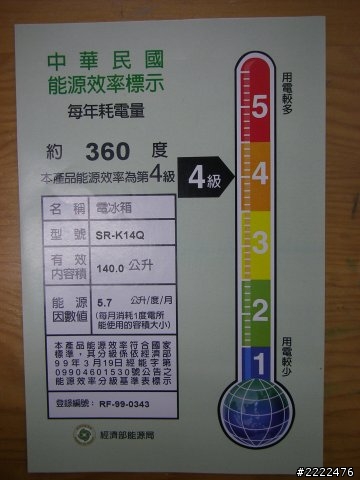 中華民國
能源效率標示
每年耗電量
約 360 度
本產品能源效率為第4級
4級
名稱 電冰箱
型號 SR-K14Q
有效內容積 140.0 公升
能源因數值 5.7 公升/度/月
(每月消耗1度電所
能使用的容積大小)
本產品能源效率符合國家
標準，其分級係依經濟部
99年3月19日經能字第
09904601530號公告之
能源效率分級基準表標示
登錄編號： RF-99-0343
經濟部能源局
用電較多
5
4
3
2
1
用電較少
#2222476